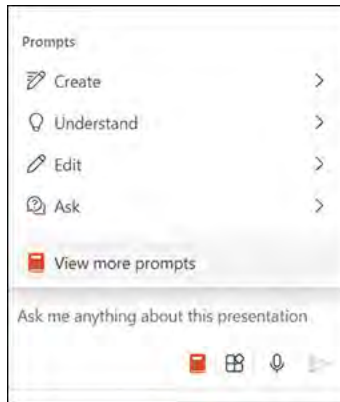 Prompts
Create
Understand
Edit
Ask
View more prompts
Ask me anything about this presentation